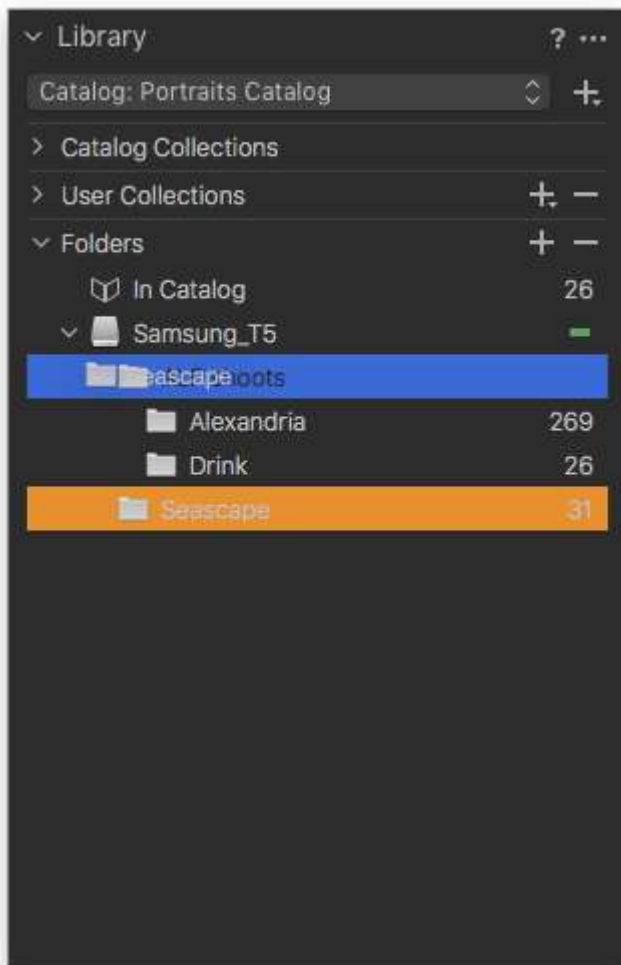 Library ? ...
Catalog: Portraits Catalog
Catalog Collections
User Collections
Folders
In Catalog 26
Samsung_T5
Seascape
Alexandria 269
Drink 26
Seascape 31